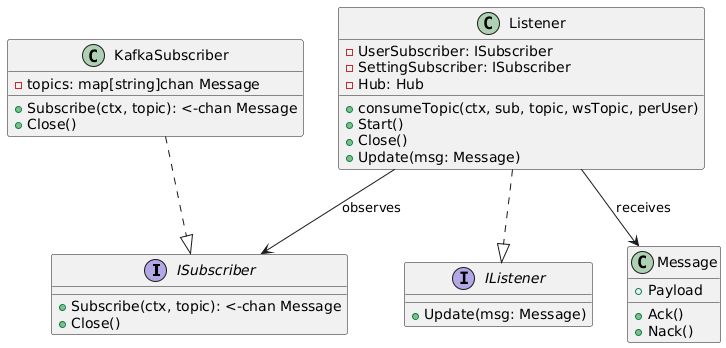 C KafkaSubscriber
topics: map[string]chan Message
Subscribe(ctx, topic): <-chan Message
Close()
C Listener
UserSubscriber: ISubscriber
SettingSubscriber: ISubscriber
Hub: Hub
consumeTopic(ctx, sub, topic, wsTopic, perUser)
Start()
Close()
Update(msg: Message)
observes
receives
I ISubscriber
Subscribe(ctx, topic): <-chan Message
Close()
I IListener
Update(msg: Message)
C Message
Payload
Ack()
Nack()